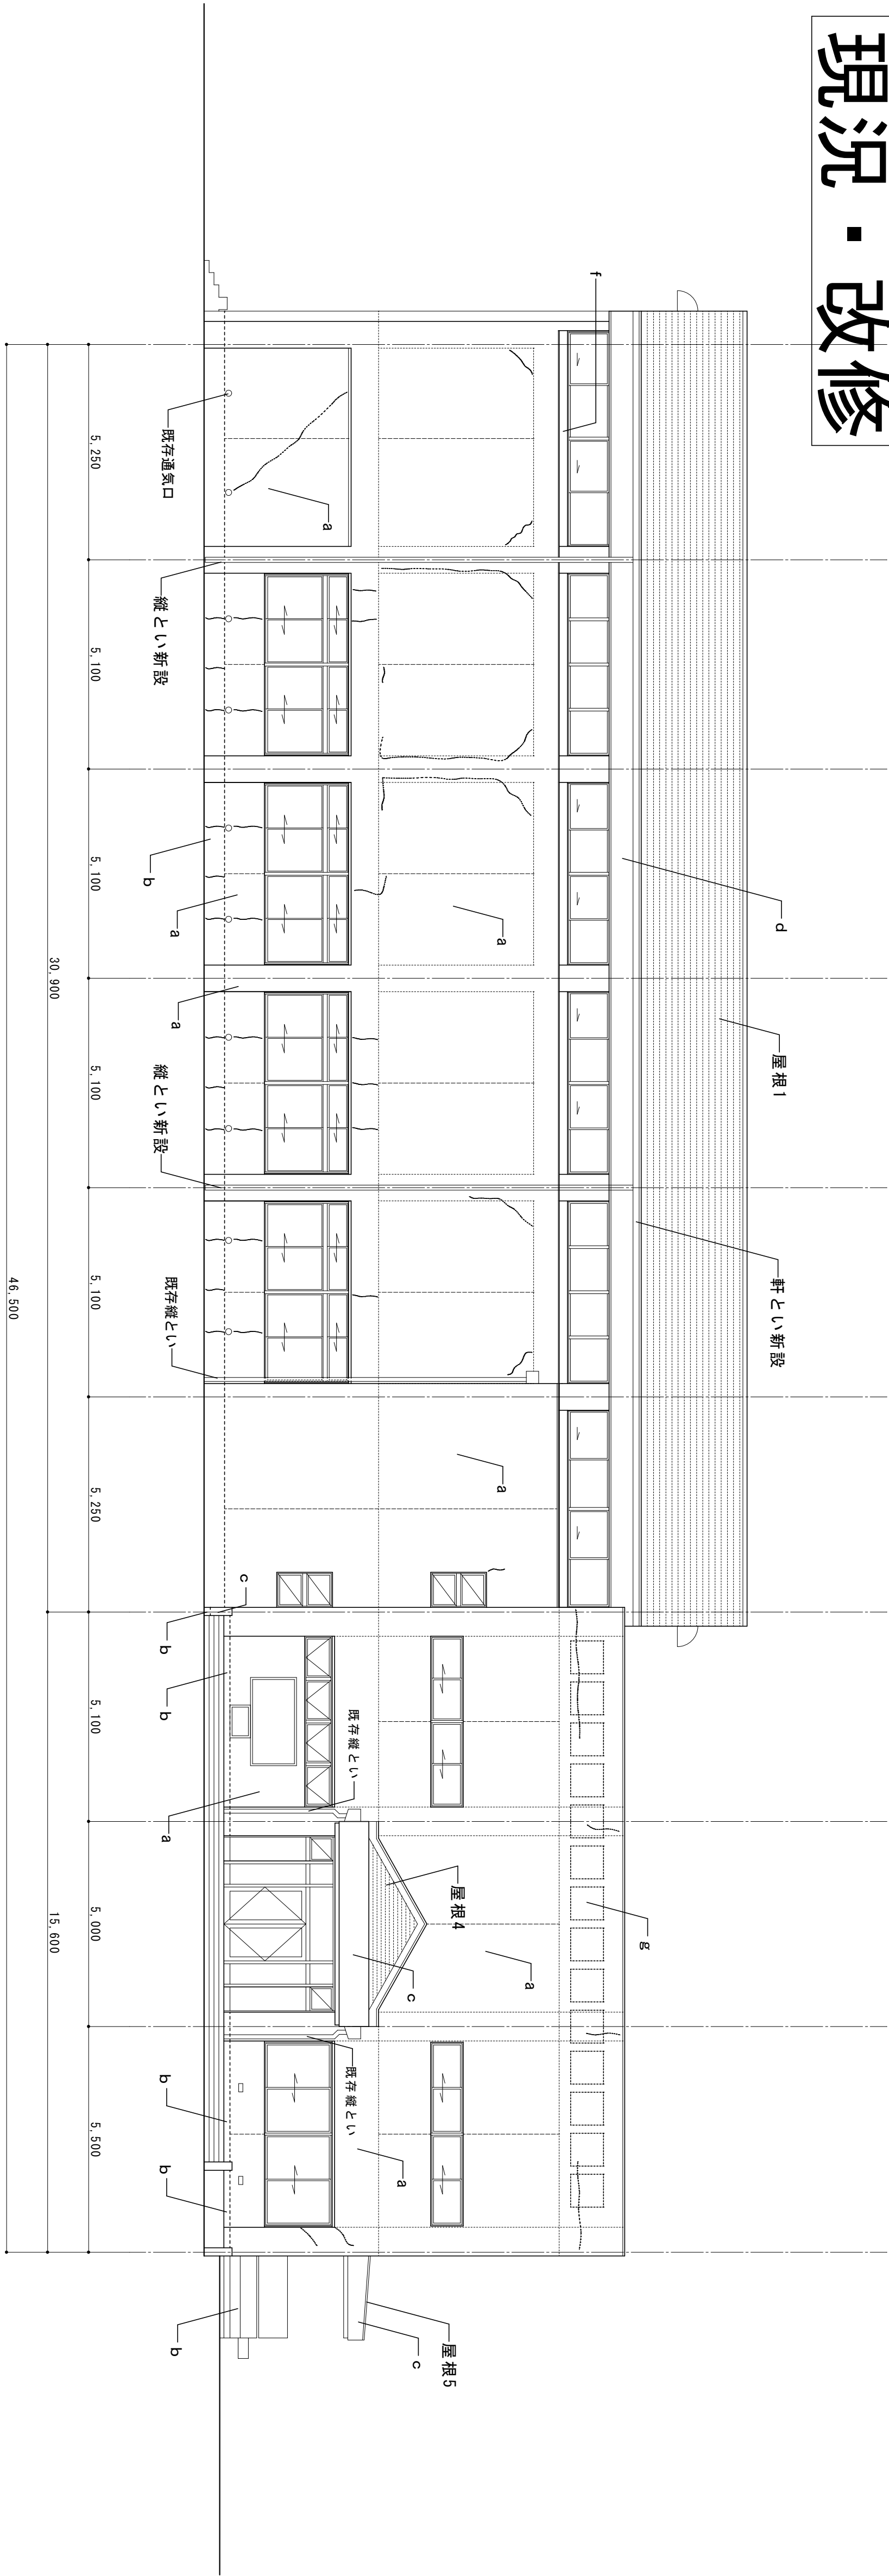 現況・改修
f
d
屋根1
軒とい新設
a
既存通気口
縦とい新設
b
a
a
a
縦とい新設
既存縦とい
a
c
b
b
a
既存縦とい
屋根4
c
a
g
既存縦とい
a
b
b
b
屋根5
c
5,250
5,100
5,100
5,100
5,100
5,250
5,100
5,000
5,500
30,900
15,600
46,500